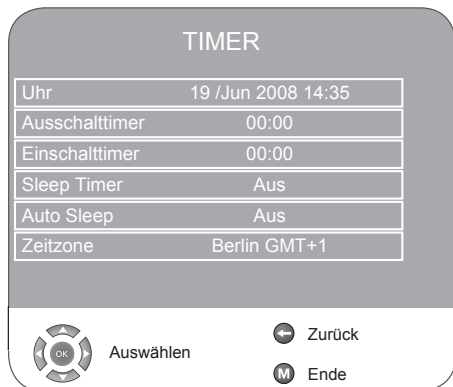 TIMER
Uhr 19 /Jun 2008 14:35
Ausschalttimer 00:00
Einschalttimer 00:00
Sleep Timer Aus
Auto Sleep Aus
Zeitzone Berlin GMT+1
OK Auswählen
Zurück
M Ende